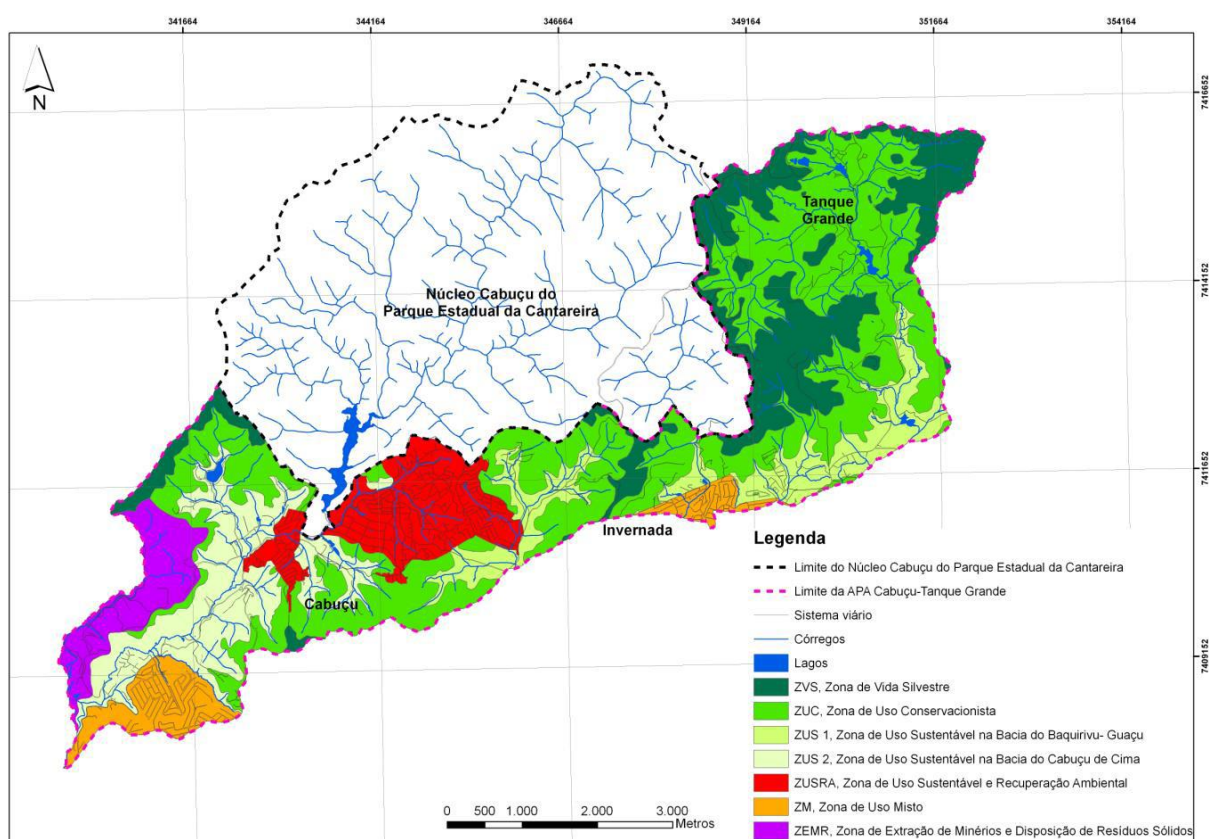 341664
344164
346664
349164
351664
354164
N
7416652
Tanque
Grande
7414152
Núcleo Cabuçu do
Parque Estadual da Cantareira
7411652
Invernada
Cabuçu
7409152
Legenda
Limite do Núcleo Cabuçu do Parque Estadual da Cantareira
Limite da APA Cabuçu-Tanque Grande
Sistema viário
Córregos
Lagos
ZVS, Zona de Vida Silvestre
ZUC, Zona de Uso Conservacionista
ZUS 1, Zona de Uso Sustentável na Bacia do Baquirivu- Guaçu
ZUS 2, Zona de Uso Sustentável na Bacia do Cabuçu de Cima
ZUSRA, Zona de Uso Sustentável e Recuperação Ambiental
ZM, Zona de Uso Misto
ZEMR, Zona de Extração de Minérios e Disposição de Resíduos Sólidos
0 500 1.000 2.000 3.000
Metros